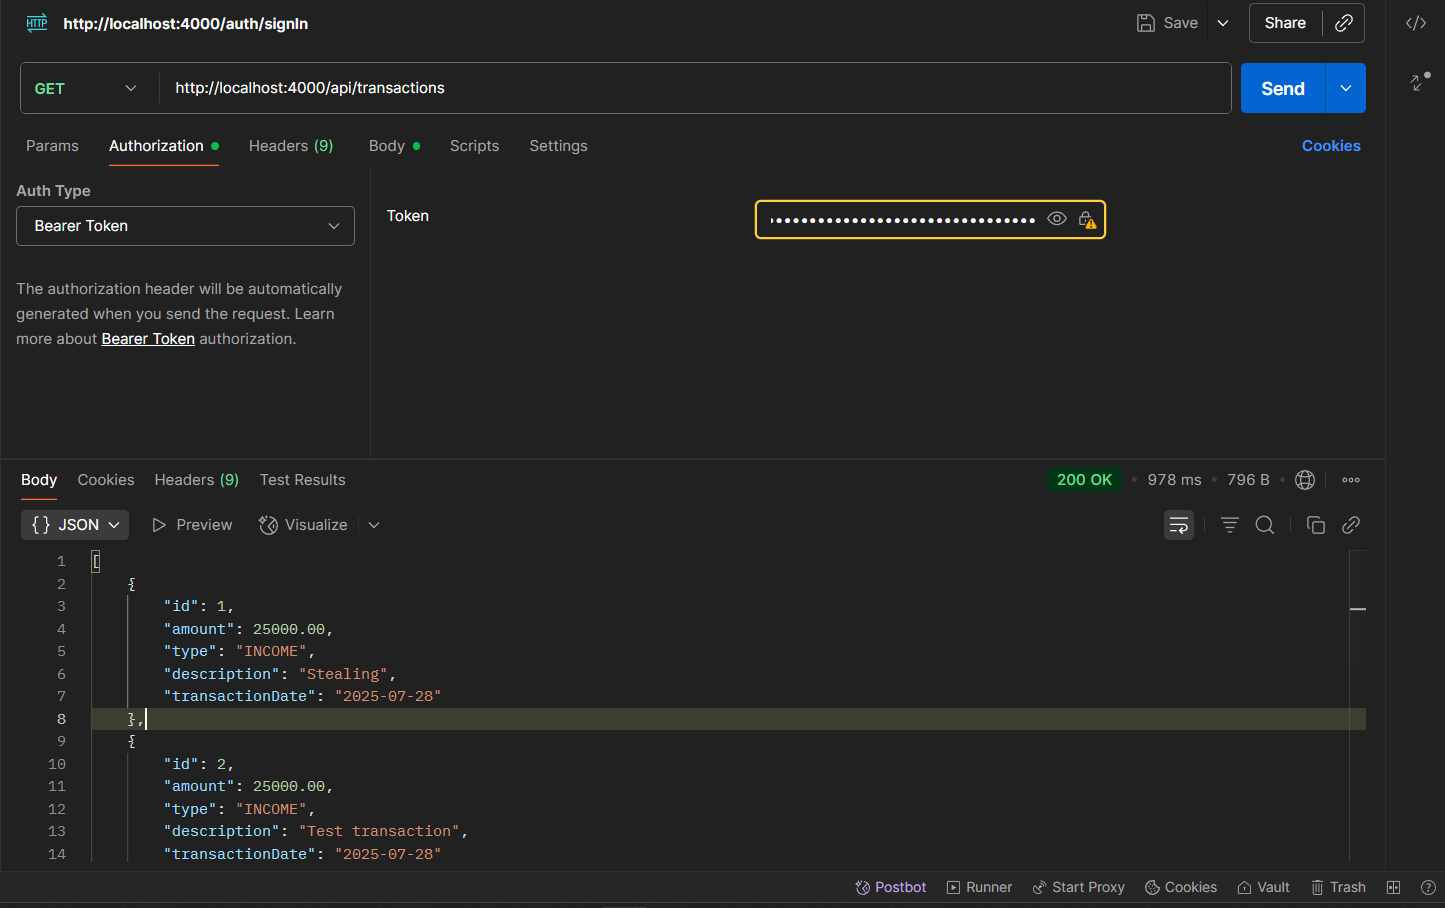 HTTP http://localhost:4000/auth/signIn Save Share
GET http://localhost:4000/api/transactions Send
Params Authorization Headers (9) Body Scripts Settings Cookies
Auth Type
Bearer Token
Token
The authorization header will be automatically
generated when you send the request. Learn
more about Bearer Token authorization.
Body Cookies Headers (9) Test Results 200 OK 978 ms 796 B
{} JSON Preview Visualize
1 [
2 {
3 "id": 1,
4 "amount": 25000.00,
5 "type": "INCOME",
6 "description": "Stealing",
7 "transactionDate": "2025-07-28"
8 },
9 {
10 "id": 2,
11 "amount": 25000.00,
12 "type": "INCOME",
13 "description": "Test transaction",
14 "transactionDate": "2025-07-28"
Postbot Runner Start Proxy Cookies Vault Trash